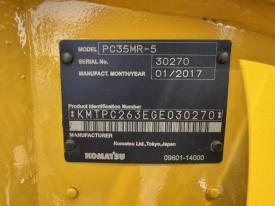 MODEL PC35MR-5
SERIAL NO. 30270
MANUFACT. MONTH/YEAR 01/2017
Product Identification Number
*KMTPC263EGE030270*
MANUFACTURER
Komatsu Ltd.,Tokyo,Japan
KOMATSU
09601-14000